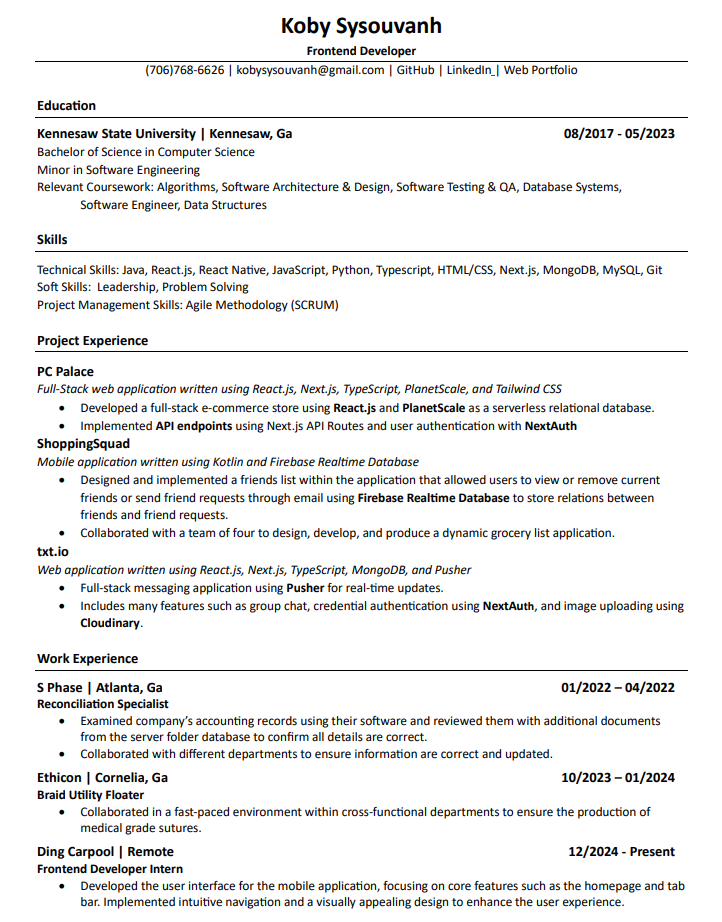 Koby Sysouvanh
Frontend Developer
(706)768-6626 | kobysysouvanh@gmail.com | GitHub | LinkedIn | Web Portfolio
Education
Kennesaw State University | Kennesaw, Ga 08/2017 - 05/2023
Bachelor of Science in Computer Science
Minor in Software Engineering
Relevant Coursework: Algorithms, Software Architecture & Design, Software Testing & QA, Database Systems,
Software Engineer, Data Structures
Skills
Technical Skills: Java, React.js, React Native, JavaScript, Python, Typescript, HTML/CSS, Next.js, MongoDB, MySQL, Git
Soft Skills:  Leadership, Problem Solving
Project Management Skills: Agile Methodology (SCRUM)
Project Experience
PC Palace
Full-Stack web application written using React.js, Next.js, TypeScript, PlanetScale, and Tailwind CSS
• Developed a full-stack e-commerce store using React.js and PlanetScale as a serverless relational database.
• Implemented API endpoints using Next.js API Routes and user authentication with NextAuth
ShoppingSquad
Mobile application written using Kotlin and Firebase Realtime Database
• Designed and implemented a friends list within the application that allowed users to view or remove current
friends or send friend requests through email using Firebase Realtime Database to store relations between
friends and friend requests.
• Collaborated with a team of four to design, develop, and produce a dynamic grocery list application.
txt.io
Web application written using React.js, Next.js, TypeScript, MongoDB, and Pusher
• Full-stack messaging application using Pusher for real-time updates.
• Includes many features such as group chat, credential authentication using NextAuth, and image uploading using
Cloudinary.
Work Experience
S Phase | Atlanta, Ga 01/2022 – 04/2022
Reconciliation Specialist
• Examined company's accounting records using their software and reviewed them with additional documents
from the server folder database to confirm all details are correct.
• Collaborated with different departments to ensure information are correct and updated.
Ethicon | Cornelia, Ga 10/2023 – 01/2024
Braid Utility Floater
• Collaborated in a fast-paced environment within cross-functional departments to ensure the production of
medical grade sutures.
Ding Carpool | Remote 12/2024 - Present
Frontend Developer Intern
• Developed the user interface for the mobile application, focusing on core features such as the homepage and tab
bar. Implemented intuitive navigation and a visually appealing design to enhance the user experience.